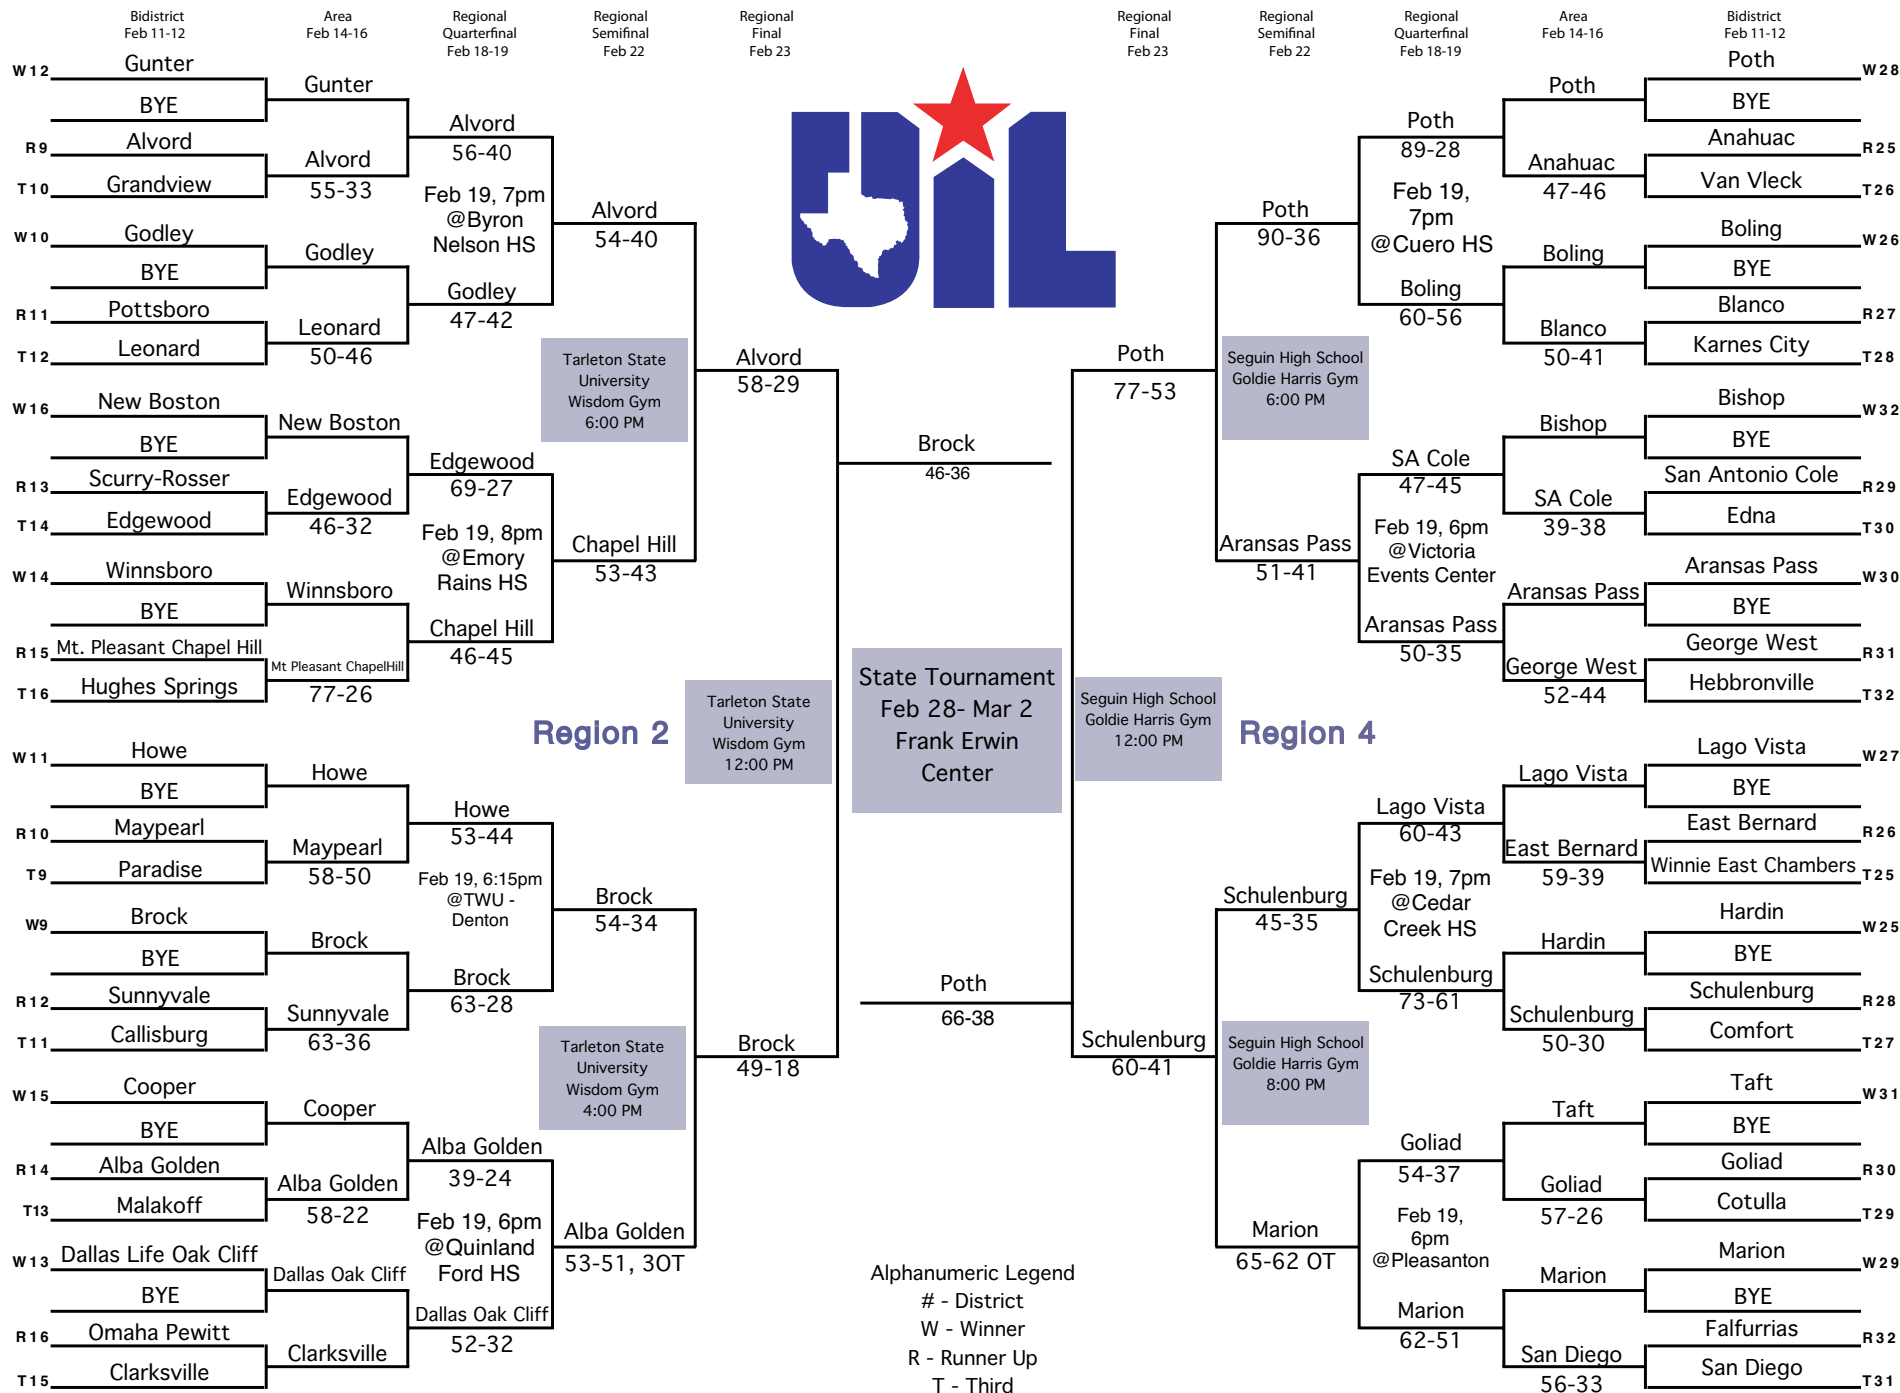 Bidistrict
Feb 11-12
Area
Feb 14-16
Regional
Quarterfinal
Feb 18-19
Regional
Semifinal
Feb 22
Regional
Final
Feb 23
Regional
Final
Feb 23
Regional
Semifinal
Feb 22
Regional
Quarterfinal
Feb 18-19
Area
Feb 14-16
Bidistrict
Feb 11-12
W12
Gunter
BYE
R9
Alvord
T10
Grandview
W10
Godley
BYE
R11
Pottsboro
T12
Leonard
W16
New Boston
BYE
R13
Scurry-Rosser
T14
Edgewood
W14
Winnsboro
BYE
R15
Mt. Pleasant Chapel Hill
T16
Hughes Springs
W11
Howe
BYE
R10
Maypearl
T9
Paradise
W9
Brock
BYE
R12
Sunnyvale
T11
Callisburg
W15
Cooper
BYE
R14
Alba Golden
T13
Malakoff
W13
Dallas Life Oak Cliff
BYE
R16
Omaha Pewitt
T15
Clarksville
Gunter
Alvord
55-33
Godley
Leonard
50-46
New Boston
Edgewood
46-32
Winnsboro
Mt Pleasant ChapelHill
77-26
Howe
Maypearl
58-50
Brock
Sunnyvale
63-36
Cooper
Alba Golden
58-22
Dallas Oak Cliff
Clarksville
Alvord
56-40
Feb 19, 7pm
@Byron
Nelson HS
Godley
47-42
Edgewood
69-27
Feb 19, 8pm
@Emory
Rains HS
Chapel Hill
46-45
Howe
53-44
Feb 19, 6:15pm
@TWU -
Denton
Brock
63-28
Alba Golden
39-24
Feb 19, 6pm
@Quinland
Ford HS
Dallas Oak Cliff
52-32
Alvord
54-40
Tarleton State
University
Wisdom Gym
6:00 PM
Chapel Hill
53-43
Region 2
Brock
54-34
Tarleton State
University
Wisdom Gym
4:00 PM
Alba Golden
53-51, 3OT
Alvord
58-29
Tarleton State
University
Wisdom Gym
12:00 PM
Brock
49-18
UIL
Brock
46-36
State Tournament
Feb 28- Mar 2
Frank Erwin
Center
Poth
66-38
Alphanumeric Legend
# - District
W - Winner
R - Runner Up
T - Third
Poth
77-53
Seguin High School
Goldie Harris Gym
12:00 PM
Schulenburg
60-41
Poth
90-36
Seguin High School
Goldie Harris Gym
6:00 PM
Aransas Pass
51-41
Region 4
Schulenburg
45-35
Seguin High School
Goldie Harris Gym
8:00 PM
Marion
65-62 OT
Poth
89-28
Feb 19,
7pm
@Cuero HS
Boling
60-56
SA Cole
47-45
Feb 19, 6pm
@Victoria
Events Center
Aransas Pass
50-35
Lago Vista
60-43
Feb 19, 7pm
@Cedar
Creek HS
Schulenburg
73-61
Goliad
54-37
Feb 19,
6pm
@Pleasanton
Marion
62-51
Poth
Anahuac
47-46
Boling
Blanco
50-41
Bishop
SA Cole
39-38
Aransas Pass
George West
52-44
Lago Vista
East Bernard
59-39
Hardin
Schulenburg
50-30
Taft
Goliad
57-26
Marion
San Diego
56-33
Poth
W28
BYE
Anahuac
R25
Van Vleck
T26
Boling
W26
BYE
Blanco
R27
Karnes City
T28
Bishop
W32
BYE
San Antonio Cole
R29
Edna
T30
Aransas Pass
W30
BYE
George West
R31
Hebbronville
T32
Lago Vista
W27
BYE
East Bernard
R26
Winnie East Chambers
T25
Hardin
W25
BYE
Schulenburg
R28
Comfort
T27
Taft
W31
BYE
Goliad
R30
Cotulla
T29
Marion
W29
BYE
Falfurrias
R32
San Diego
T31